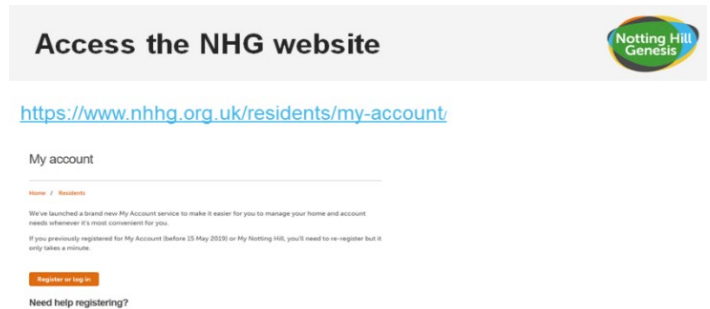 Access the NHG website
Notting Hill
Genesis
https://www.nhhg.org.uk/residents/my-account/
My account
Home / Residents
We've launched a brand new My Account service to make it easier for you to manage your home and account
needs whenever it's most convenient for you.
If you previously registered for My Account (before 15 May 2019) or My Notting Hill, you'll need to re-register but it
only takes a minute.
Register or log in
Need help registering?